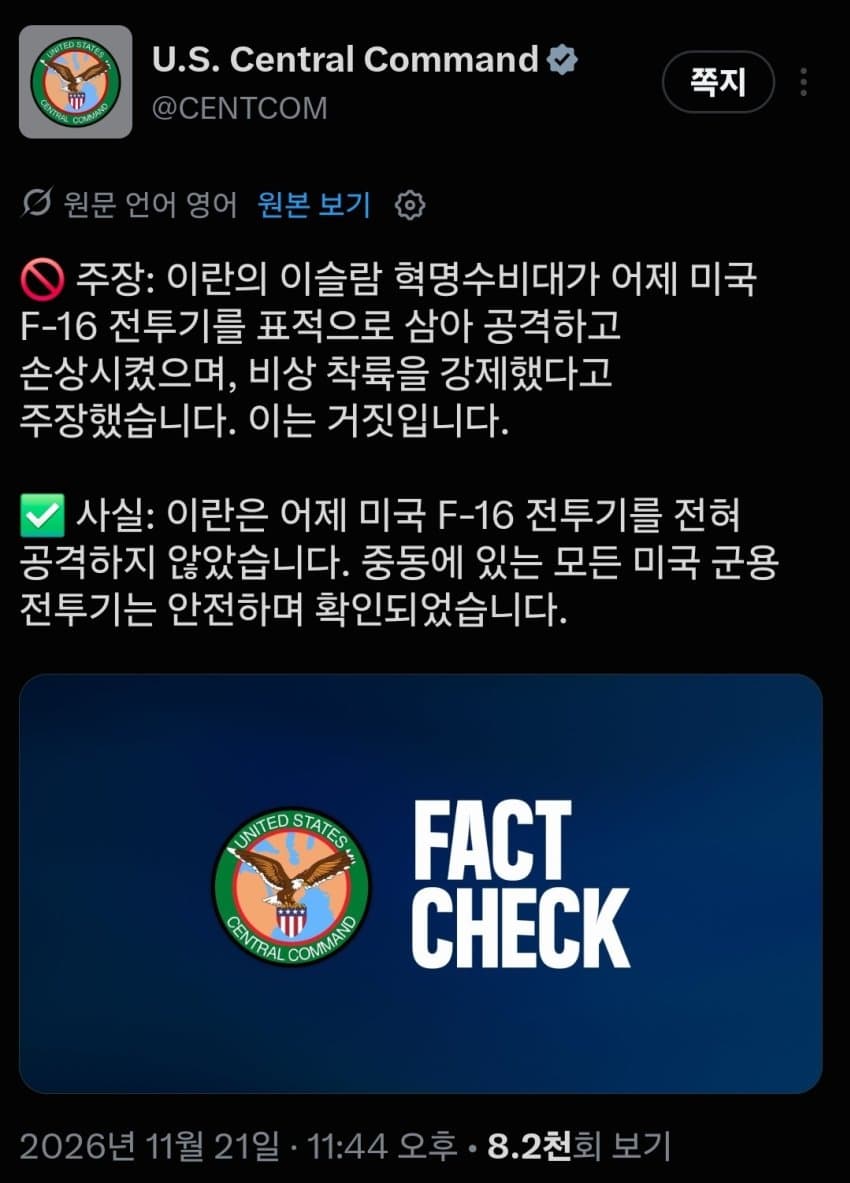 U.S. Central Command
@CENTCOM
쪽지
원문 언어 영어 원본 보기
🚫 주장: 이란의 이슬람 혁명수비대가 어제 미국
F-16 전투기를 표적으로 삼아 공격하고
손상시켰으며, 비상 착륙을 강제했다고
주장했습니다. 이는 거짓입니다.
✅ 사실: 이란은 어제 미국 F-16 전투기를 전혀
공격하지 않았습니다. 중동에 있는 모든 미국 군용
전투기는 안전하며 확인되었습니다.
UNITED STATES
CENTRAL COMMAND
FACT
CHECK
2026년 11월 21일 · 11:44 오후 · 8.2천회 보기